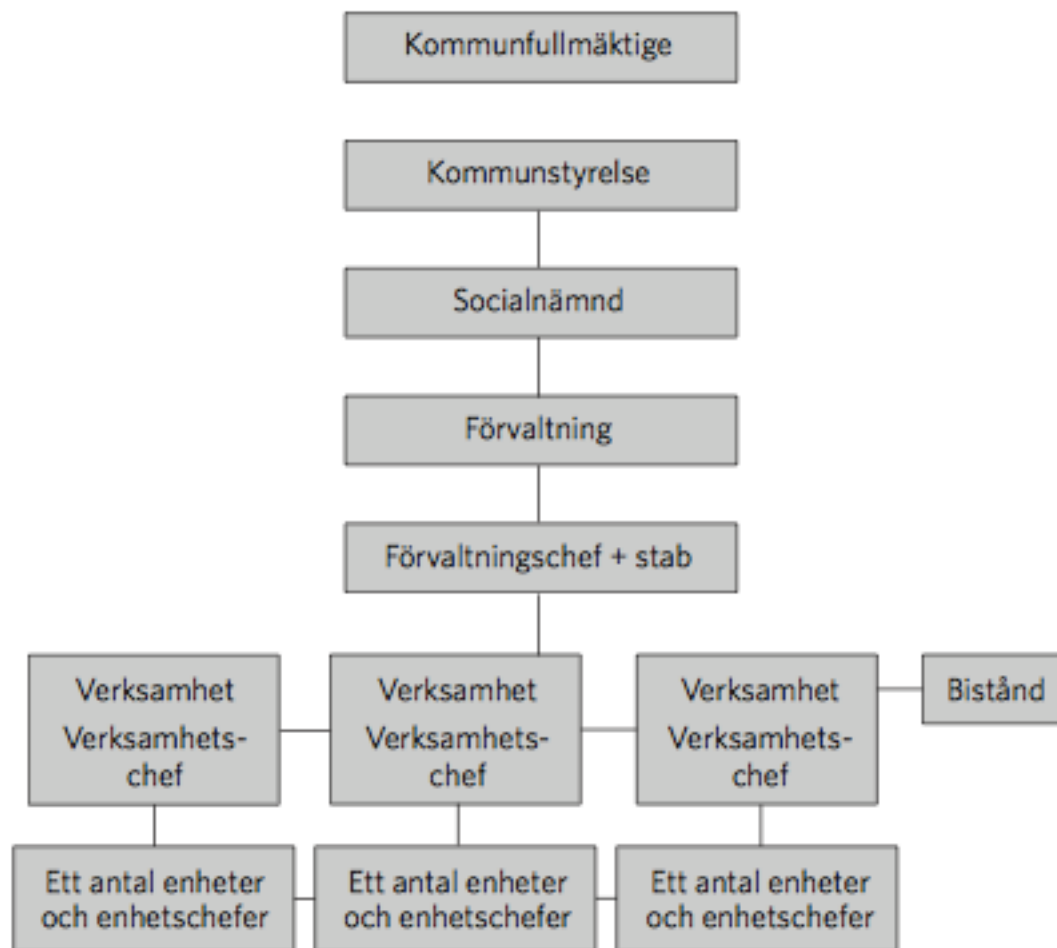 Kommunfullmäktige
Kommunstyrelse
Socialnämnd
Förvaltning
Förvaltningschef + stab
Verksamhet
Verksamhets-
chef
Verksamhet
Verksamhets-
chef
Verksamhet
Verksamhets-
chef
Bistånd
Ett antal enheter
och enhetschefer
Ett antal enheter
och enhetschefer
Ett antal enheter
och enhetschefer